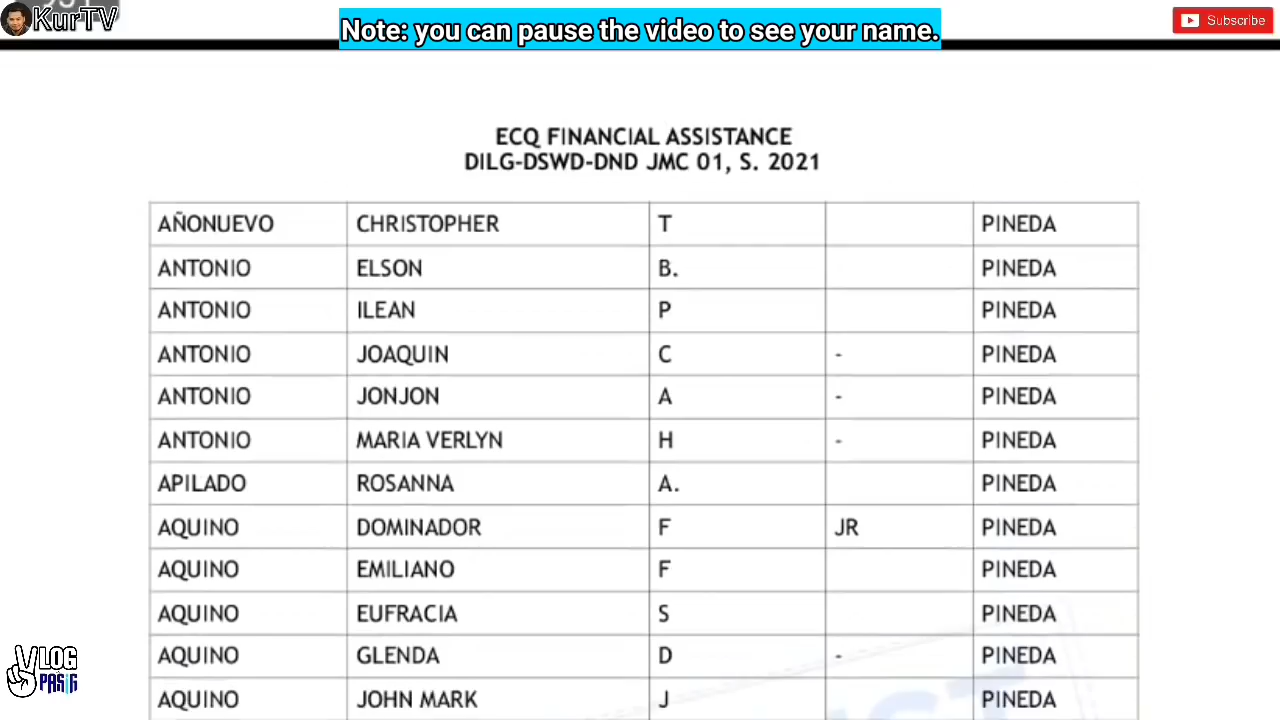 KurTV
Note: you can pause the video to see your name.
Subscribe
ECQ FINANCIAL ASSISTANCE
DILG-DSWD-DND JMC 01, S. 2021
AÑONUEVO CHRISTOPHER T PINEDA
ANTONIO ELSON B. PINEDA
ANTONIO ILEAN P PINEDA
ANTONIO JOAQUIN C - PINEDA
ANTONIO JONJON A - PINEDA
ANTONIO MARIA VERLYN H - PINEDA
APILADO ROSANNA A. PINEDA
AQUINO DOMINADOR F JR PINEDA
AQUINO EMILIANO F PINEDA
AQUINO EUFRACIA S PINEDA
AQUINO GLENDA D - PINEDA
AQUINO JOHN MARK J PINEDA
VLOG
PASIG